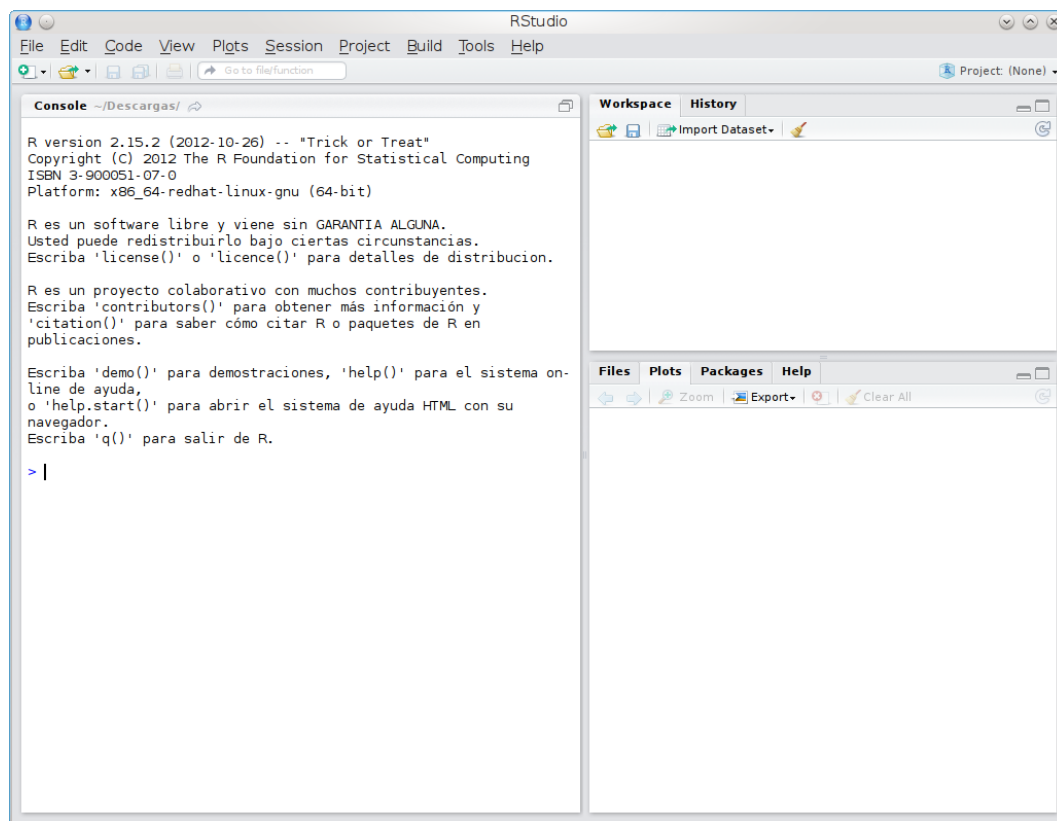 RStudio
File Edit Code View Plots Session Project Build Tools Help
Go to file/function
Project: (None)
Console ~/Descargas/
R version 2.15.2 (2012-10-26) -- "Trick or Treat"
Copyright (C) 2012 The R Foundation for Statistical Computing
ISBN 3-900051-07-0
Platform: x86_64-redhat-linux-gnu (64-bit)
R es un software libre y viene sin GARANTIA ALGUNA.
Usted puede redistribuirlo bajo ciertas circunstancias.
Escriba 'license()' o 'licence()' para detalles de distribucion.
R es un proyecto colaborativo con muchos contribuyentes.
Escriba 'contributors()' para obtener más información y
'citation()' para saber cómo citar R o paquetes de R en
publicaciones.
Escriba 'demo()' para demostraciones, 'help()' para el sistema on-
line de ayuda,
o 'help.start()' para abrir el sistema de ayuda HTML con su
navegador.
Escriba 'q()' para salir de R.
>
Workspace History
Import Dataset
Files Plots Packages Help
Zoom Export Clear All